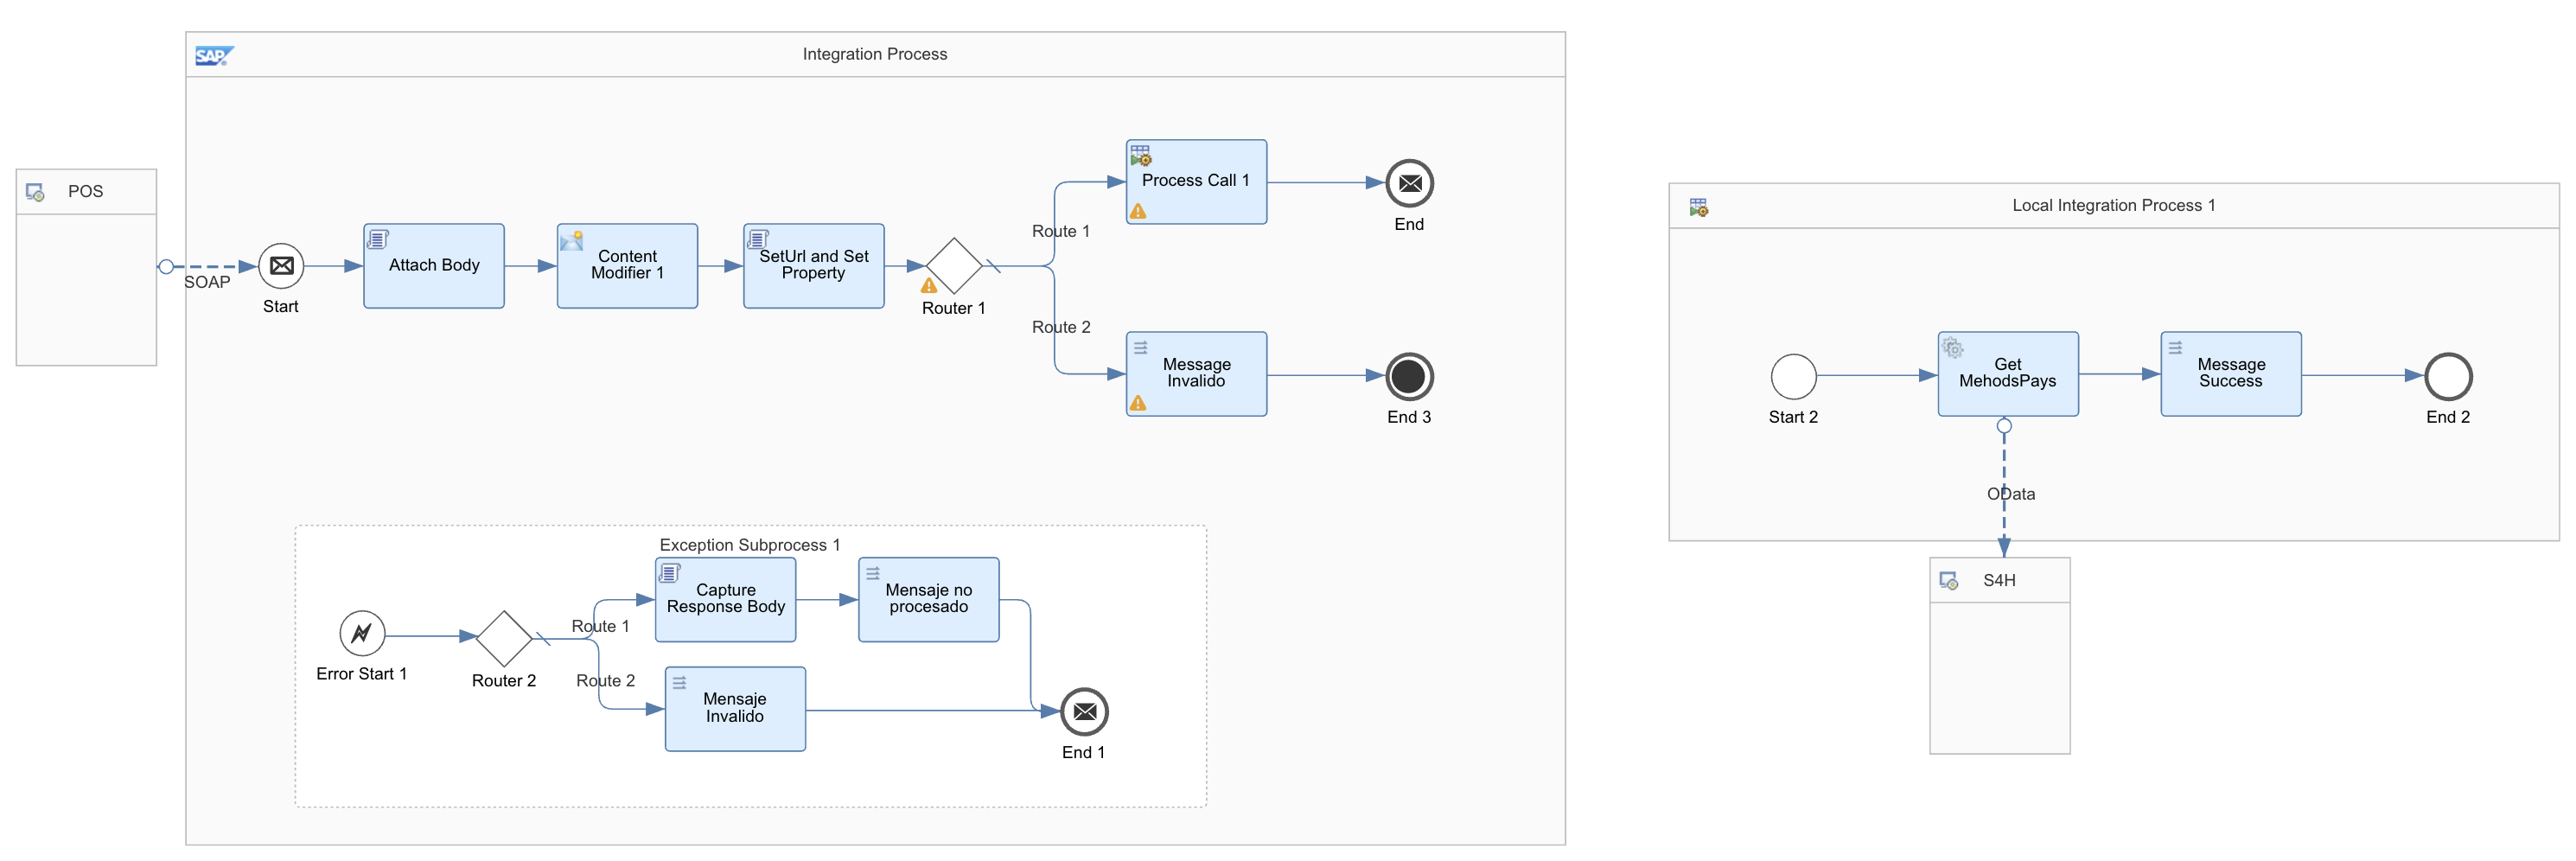 SAP
Integration Process
POS
SOAP
Start
Attach Body
Content
Modifier 1
SetUrl and Set
Property
Router 1
Route 1
Process Call 1
End
Route 2
Message
Invalido
End 3
Exception Subprocess 1
Error Start 1
Router 2
Route 1
Capture
Response Body
Mensaje no
procesado
Route 2
Mensaje
Invalido
End 1
Local Integration Process 1
Start 2
Get
MehodsPays
Message
Success
End 2
OData
S4H